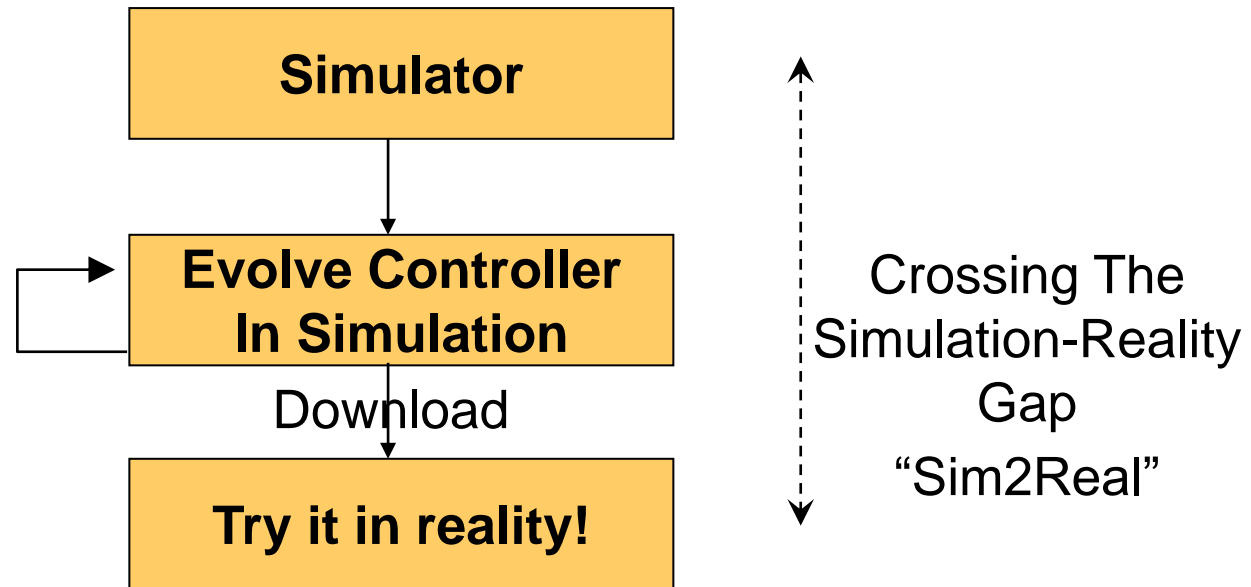 Simulator
Evolve Controller
In Simulation
Download
Try it in reality!
Crossing The
Simulation-Reality
Gap
“Sim2Real”